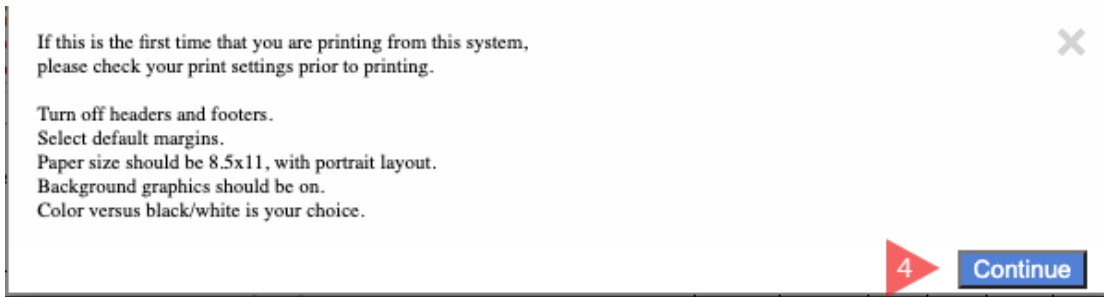 If this is the first time that you are printing from this system,
please check your print settings prior to printing.
Turn off headers and footers.
Select default margins.
Paper size should be 8.5x11, with portrait layout.
Background graphics should be on.
Color versus black/white is your choice.
4 Continue